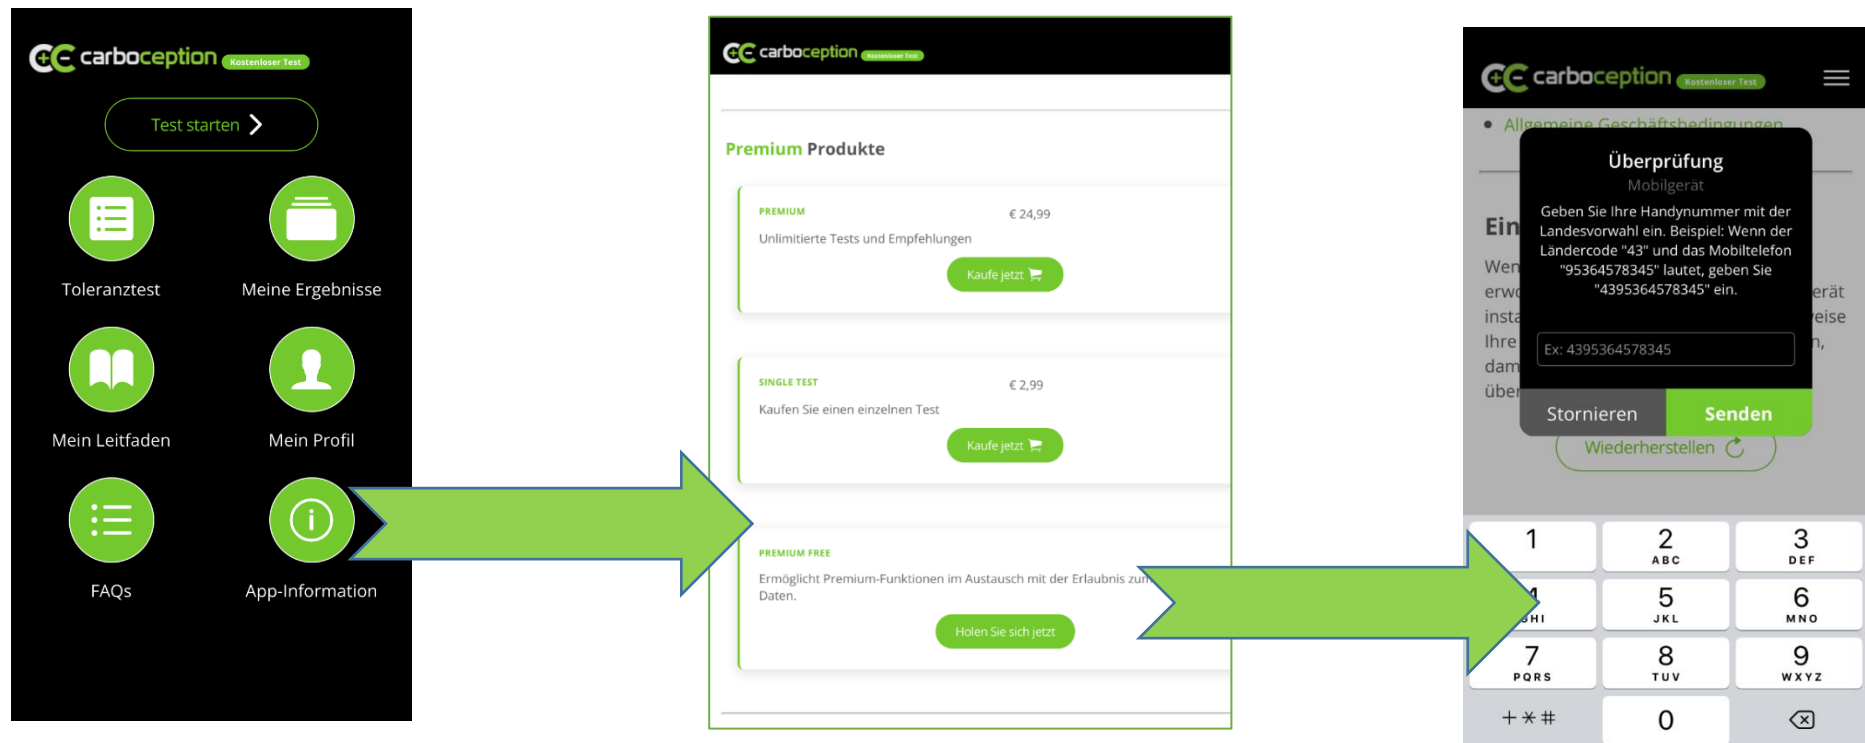 carboception Kostenloser Test
Test starten
Toleranztest
Meine Ergebnisse
Mein Leitfaden
Mein Profil
FAQs
App-Information
carboception Kostenloser Test
Premium Produkte
PREMIUM
€ 24,99
Unlimitierte Tests und Empfehlungen
Kaufe jetzt
SINGLE TEST
€ 2,99
Kaufen Sie einen einzelnen Test
Kaufe jetzt
PREMIUM FREE
Ermöglicht Premium-Funktionen im Austausch mit der Erlaubnis zum
Daten.
Holen Sie sich jetzt
carboception Kostenloser Test
Allgemeine Geschäftsbedingungen
Überprüfung
Mobilgerät
Geben Sie Ihre Handynummer mit der
Landesvorwahl ein. Beispiel: Wenn der
Ländercode "43" und das Mobiltelefon
"95364578345" lautet, geben Sie
"4395364578345" ein.
Ex: 4395364578345
Stornieren
Senden
Wiederherstellen
1
2
ABC
3
DEF
5
JKL
6
MNO
7
PQRS
8
TUV
9
WXYZ
+*#
0